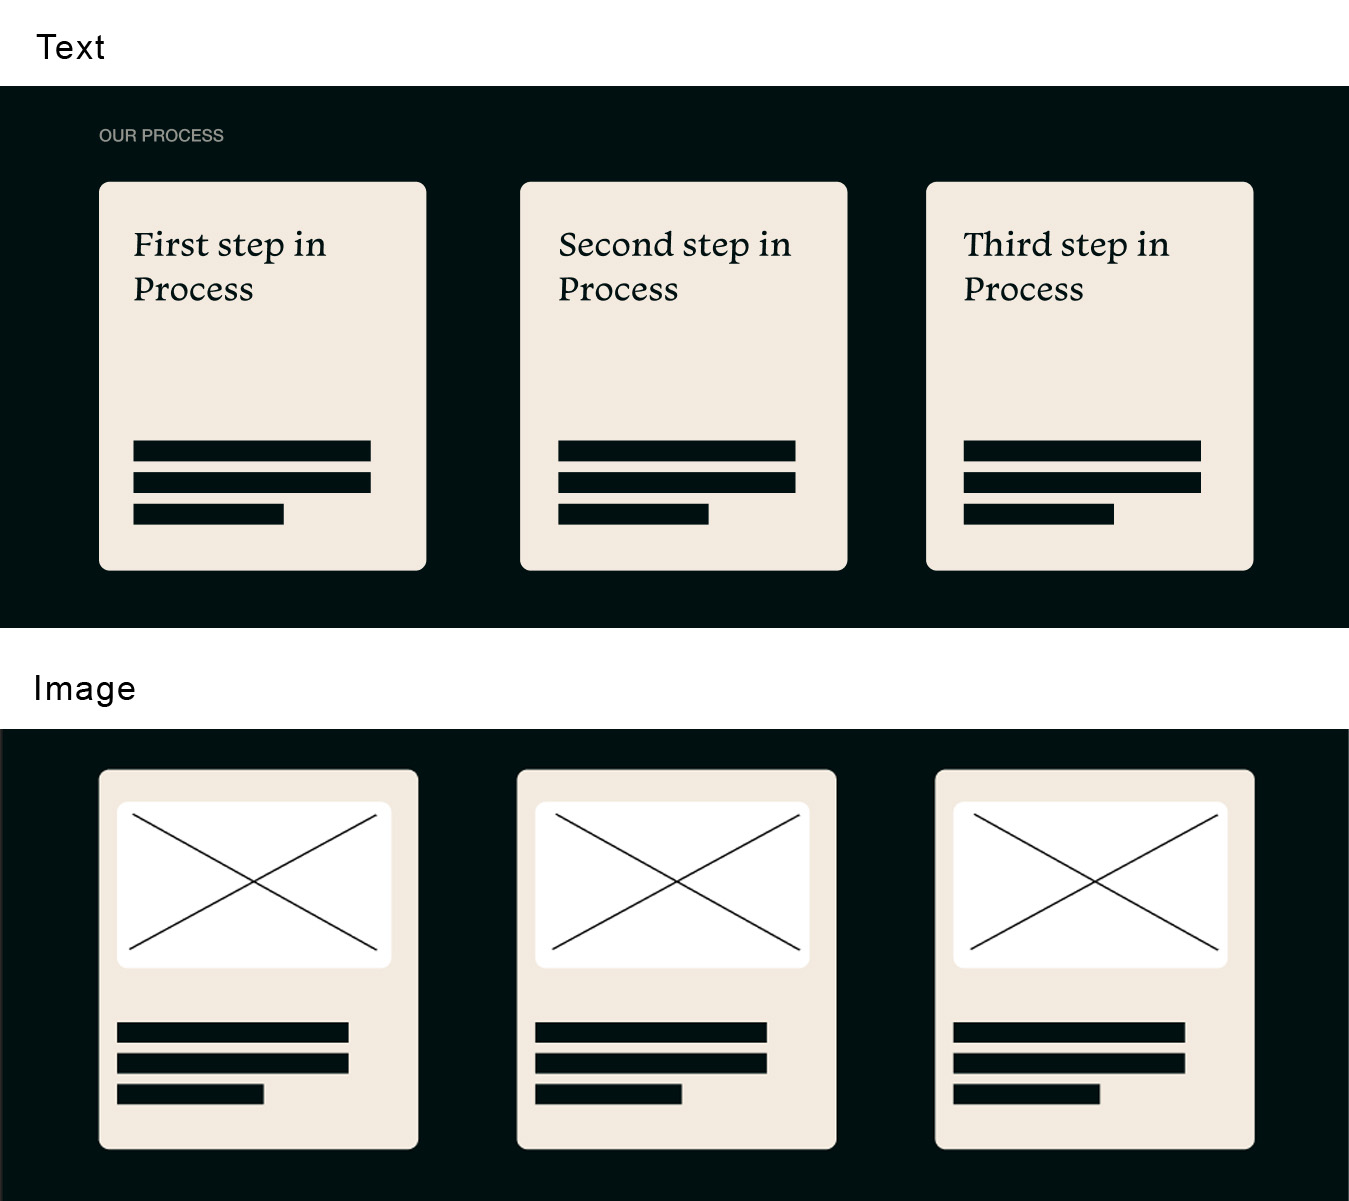 Text
OUR PROCESS
First step in
Process
Second step in
Process
Third step in
Process
Image